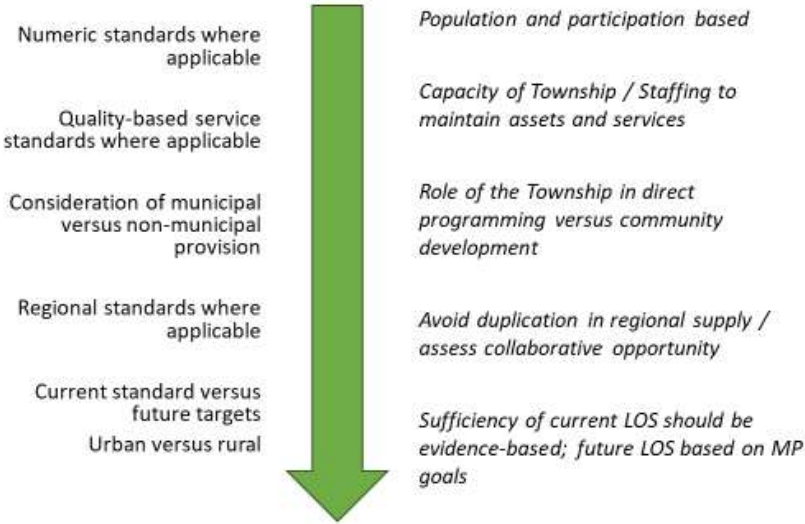 Numeric standards where
applicable
Population and participation based
Quality-based service
standards where applicable
Capacity of Township / Staffing to
maintain assets and services
Consideration of municipal
versus non-municipal
provision
Role of the Township in direct
programming versus community
development
Regional standards where
applicable
Avoid duplication in regional supply /
assess collaborative opportunity
Current standard versus
future targets
Urban versus rural
Sufficiency of current LOS should be
evidence-based; future LOS based on MP
goals